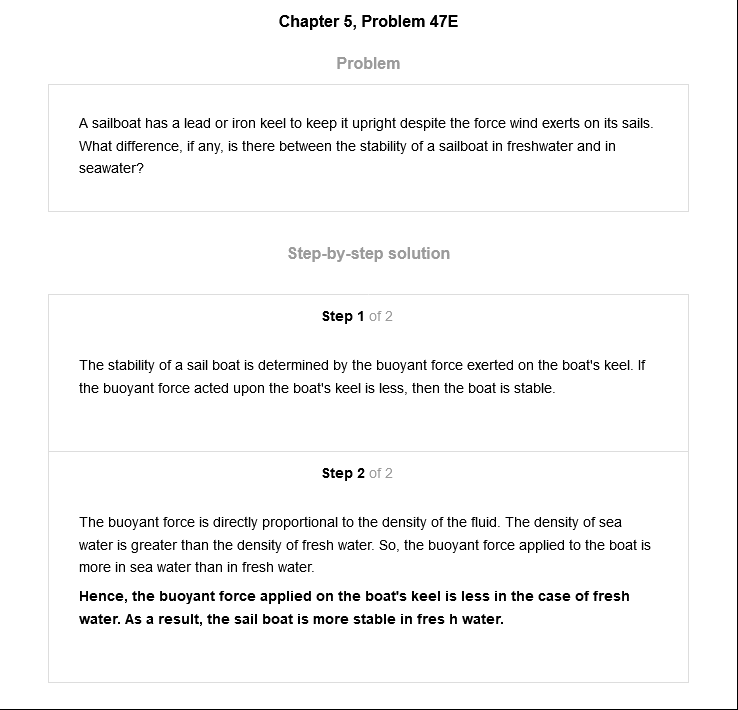 Chapter 5, Problem 47E
Problem
A sailboat has a lead or iron keel to keep it upright despite the force wind exerts on its sails.
What difference, if any, is there between the stability of a sailboat in freshwater and in
seawater?
Step-by-step solution
Step 1 of 2
The stability of a sail boat is determined by the buoyant force exerted on the boat's keel. If
the buoyant force acted upon the boat's keel is less, then the boat is stable.
Step 2 of 2
The buoyant force is directly proportional to the density of the fluid. The density of sea
water is greater than the density of fresh water. So, the buoyant force applied to the boat is
more in sea water than in fresh water.
Hence, the buoyant force applied on the boat's keel is less in the case of fresh
water. As a result, the sail boat is more stable in fres h water.